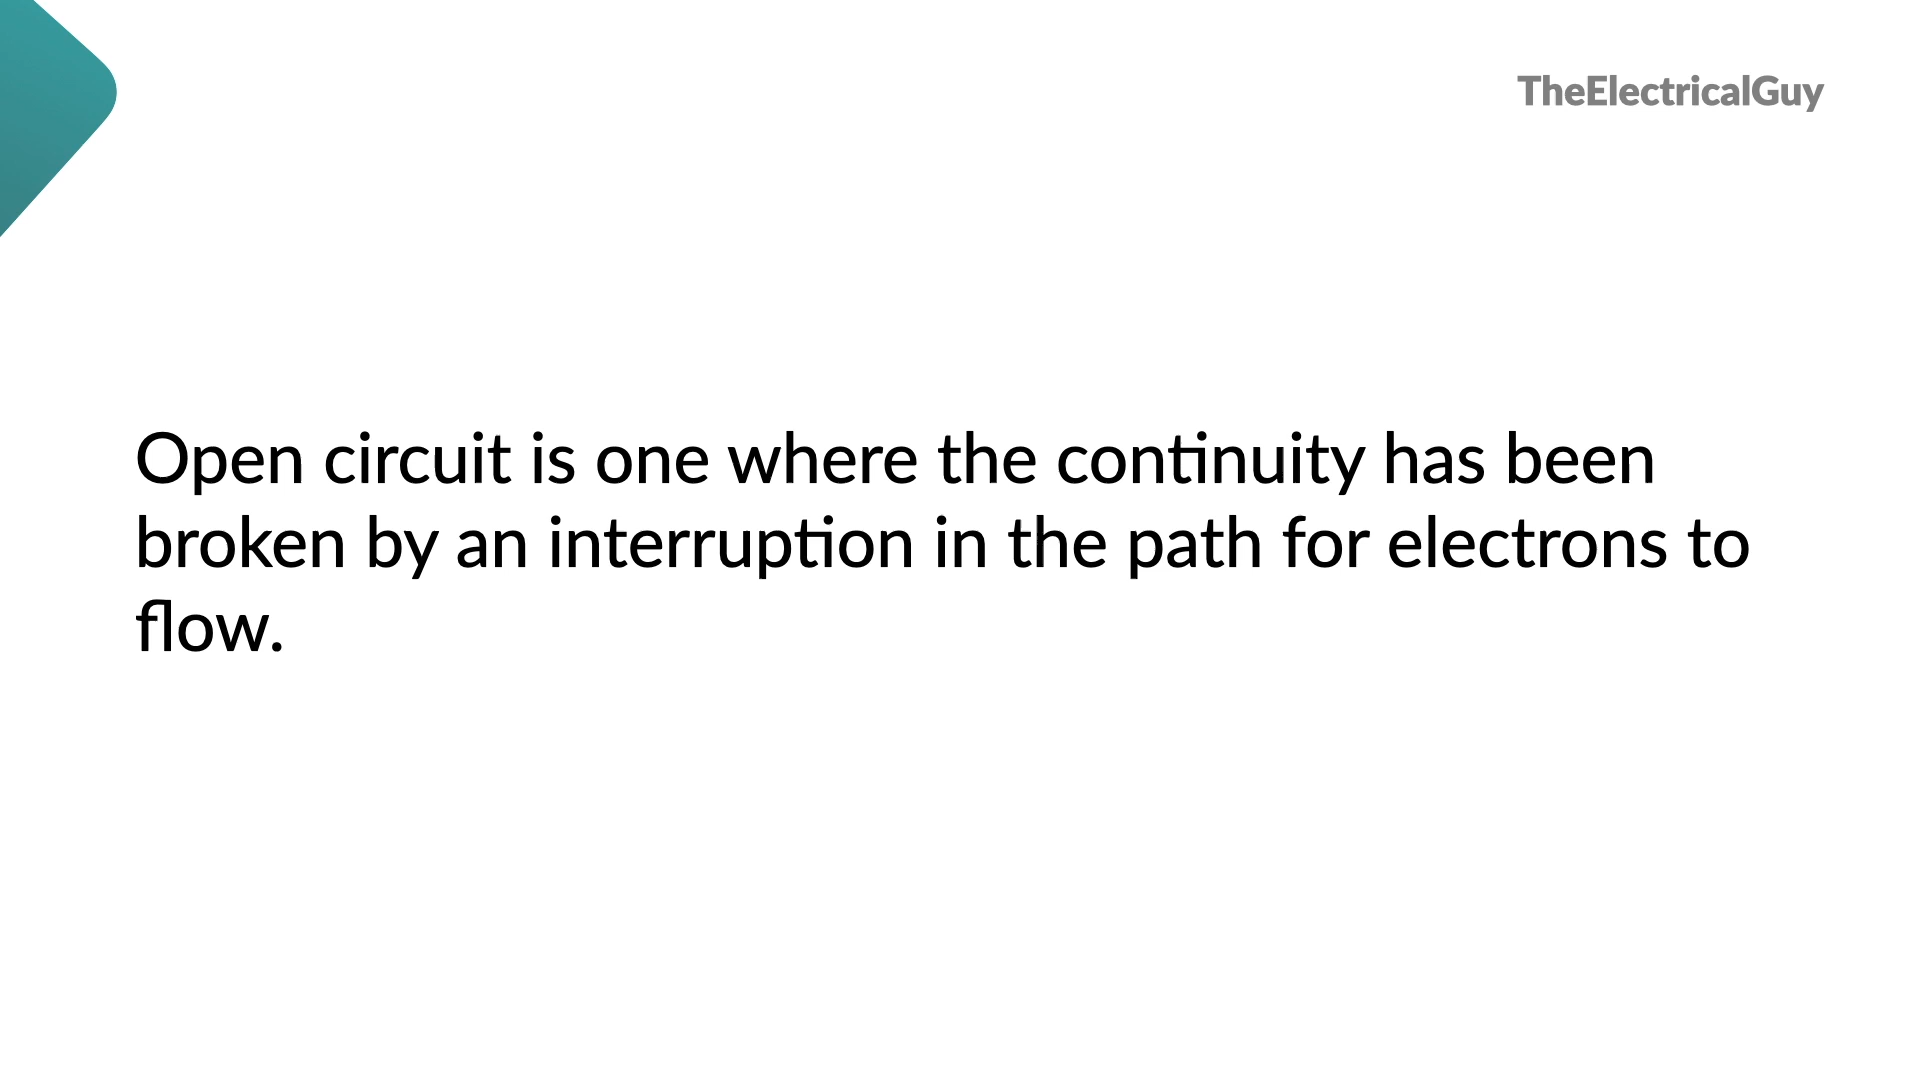 TheElectricalGuy
Open circuit is one where the continuity has been
broken by an interruption in the path for electrons to
flow.